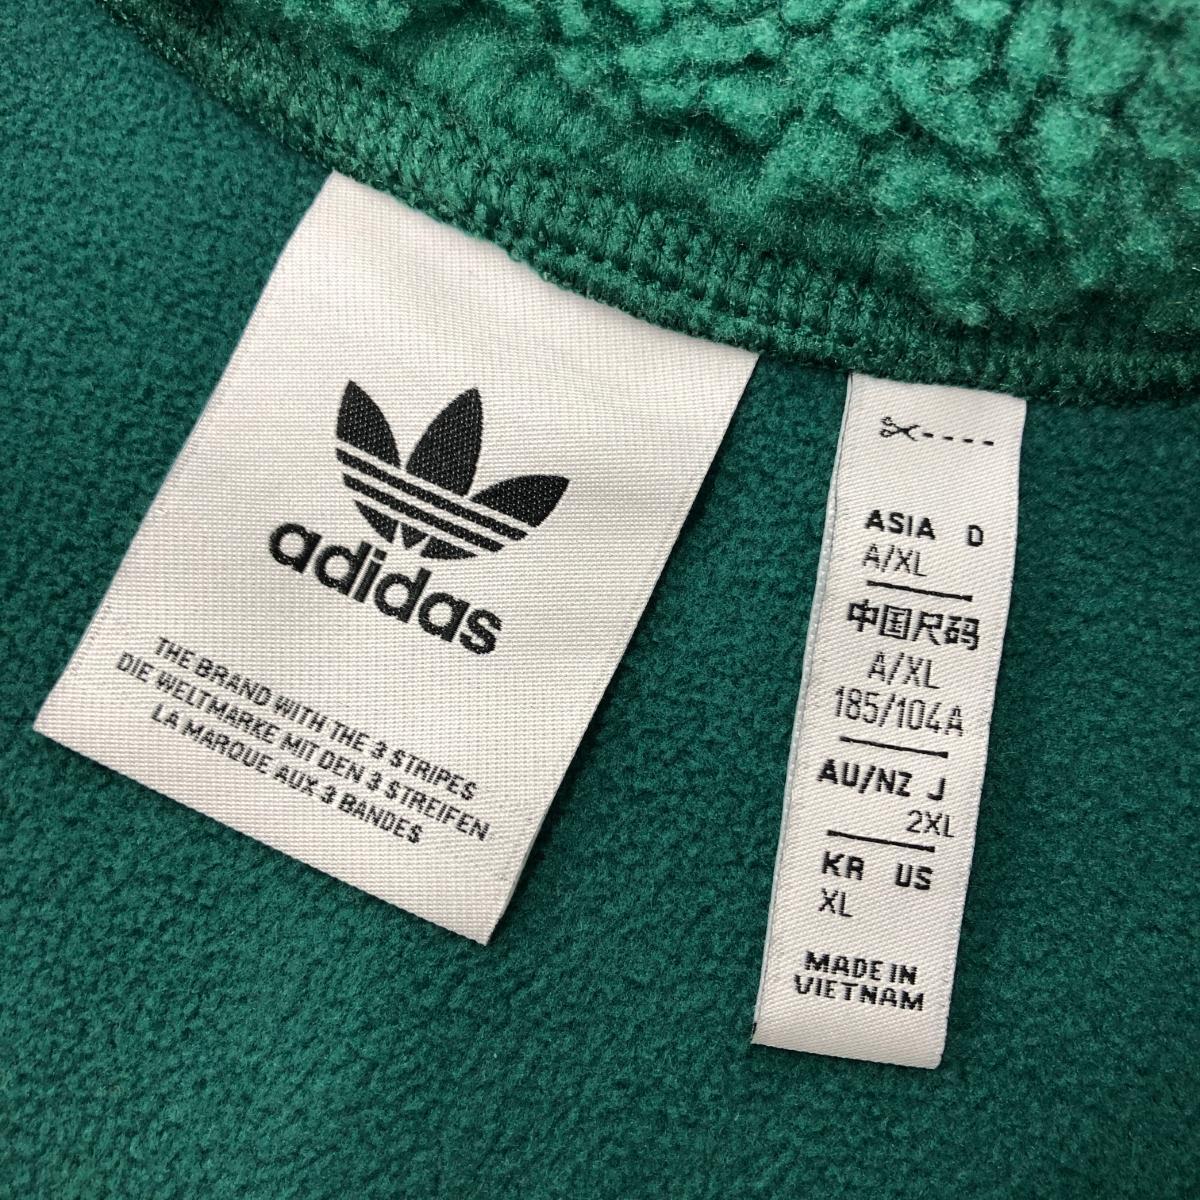 adidas
THE BRAND WITH THE 3 STRIPES
DIE WELTMARKE MIT DEN 3 STREIFEN
LA MARQUE AUX 3 BANDES
ASIA D
A/XL
中国尺码
A/XL
185/104A
AU/NZ J
2XL
KR US
XL
MADE IN
VIETNAM